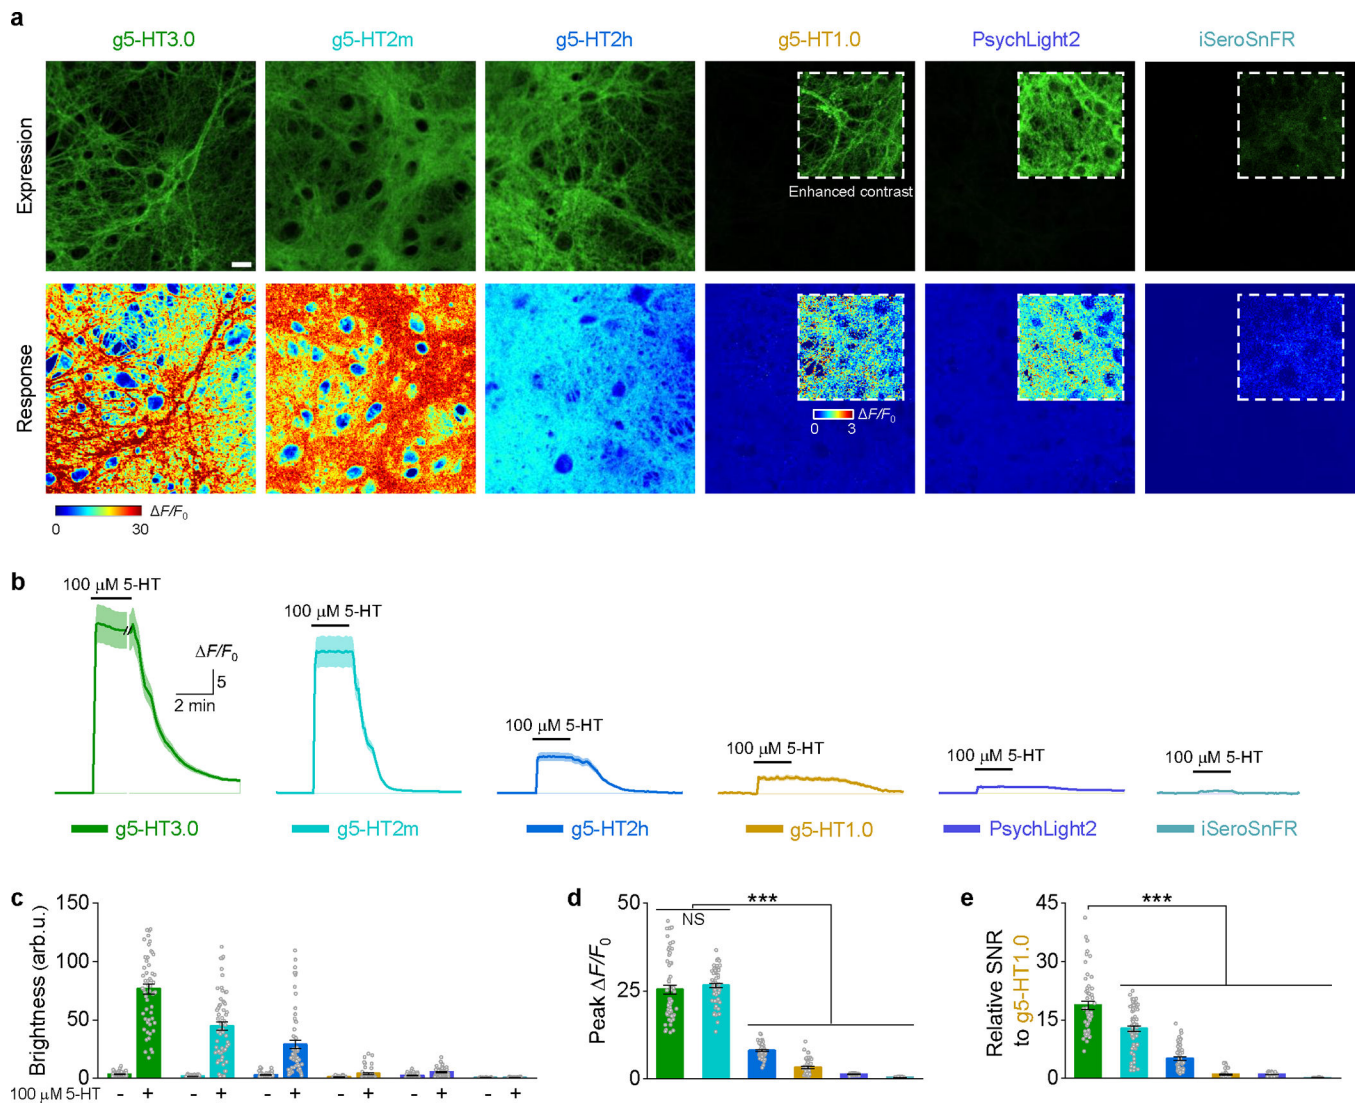 a
g5-HT3.0 g5-HT2m g5-HT2h g5-HT1.0 PsychLight2 iSeroSnFR
Expression
Enhanced contrast
Response
ΔF/F0
0 3
ΔF/F0
0 30
b
100 μM 5-HT
100 μM 5-HT
ΔF/F0
5
2 min
100 μM 5-HT
100 μM 5-HT
100 μM 5-HT
100 μM 5-HT
g5-HT3.0 g5-HT2m g5-HT2h g5-HT1.0 PsychLight2 iSeroSnFR
c
Brightness (arb.u.)
150
100
50
0
100 μM 5-HT - + - + - + - + - + - +
d
Peak ΔF/F0
50
25
0
NS
***
e
Relative SNR
to g5-HT1.0
45
30
15
0
***